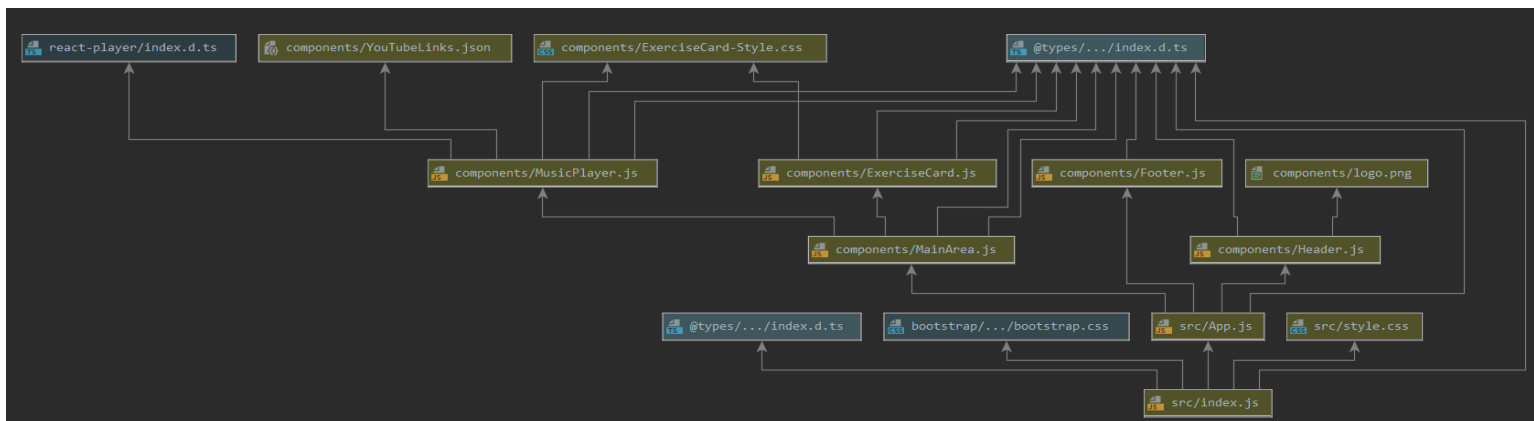 react-player/index.d.ts
components/YouTubeLinks.json
components/ExerciseCard-Style.css
@types/.../index.d.ts
components/MusicPlayer.js
components/ExerciseCard.js
components/Footer.js
components/logo.png
components/MainArea.js
components/Header.js
@types/.../index.d.ts
bootstrap/.../bootstrap.css
src/App.js
src/style.css
src/index.js